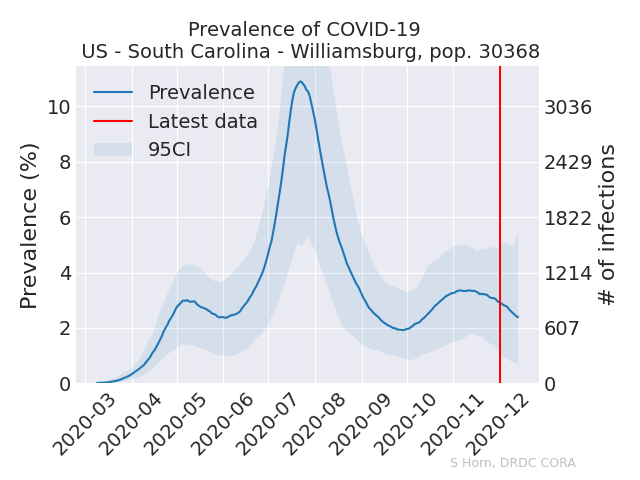 Prevalence of COVID-19
US - South Carolina - Williamsburg, pop. 30368
Prevalence
Latest data
95CI
Prevalence (%)
10
8
6
4
2
0
3036
2429
1822
1214
607
0
# of infections
2020-03
2020-04
2020-05
2020-06
2020-07
2020-08
2020-09
2020-10
2020-11
2020-12
S Horn, DRDC CORA